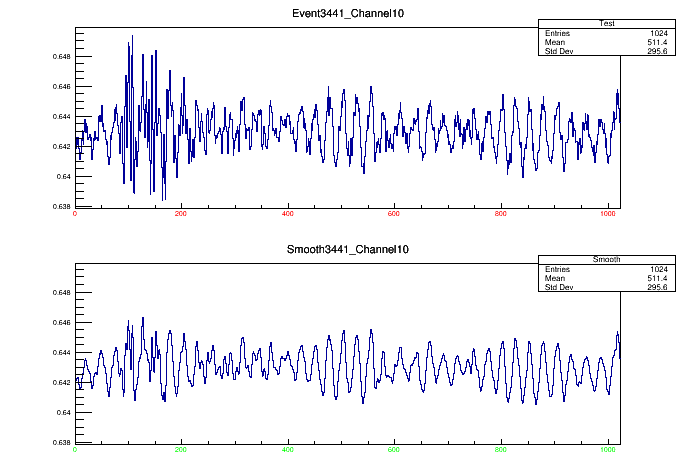 Event3441_Channel10
Test
Entries 1024
Mean 511.4
Std Dev 295.6
0.648
0.646
0.644
0.642
0.64
0.638
0 200 400 600 800 1000
Smooth3441_Channel10
Smooth
Entries 1024
Mean 511.4
Std Dev 295.6
0.648
0.646
0.644
0.642
0.64
0.638
0 200 400 600 800 1000